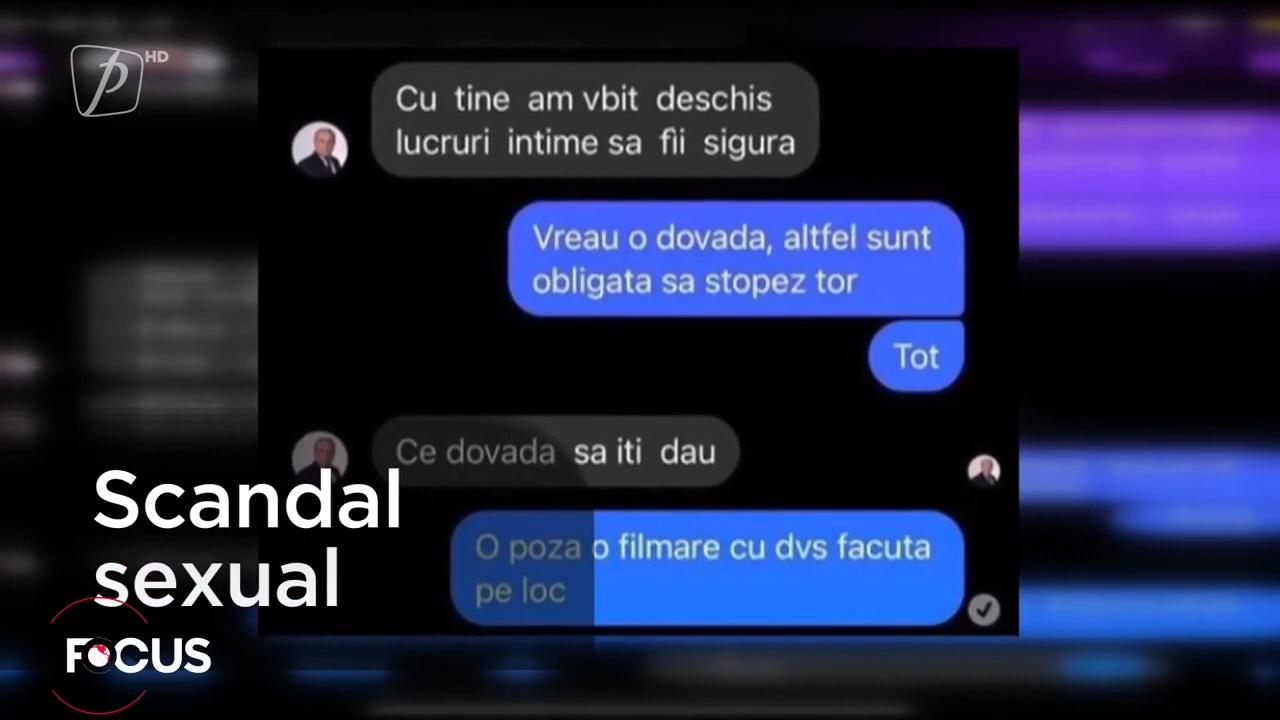 p HD
Cu tine am vbit deschis
lucruri intime sa fii sigura
Vreau o dovada, altfel sunt
obligata sa stopez tor
Tot
Ce dovada sa iti dau
O poza o filmare cu dvs facuta
pe loc
Scandal
sexual
FOCUS